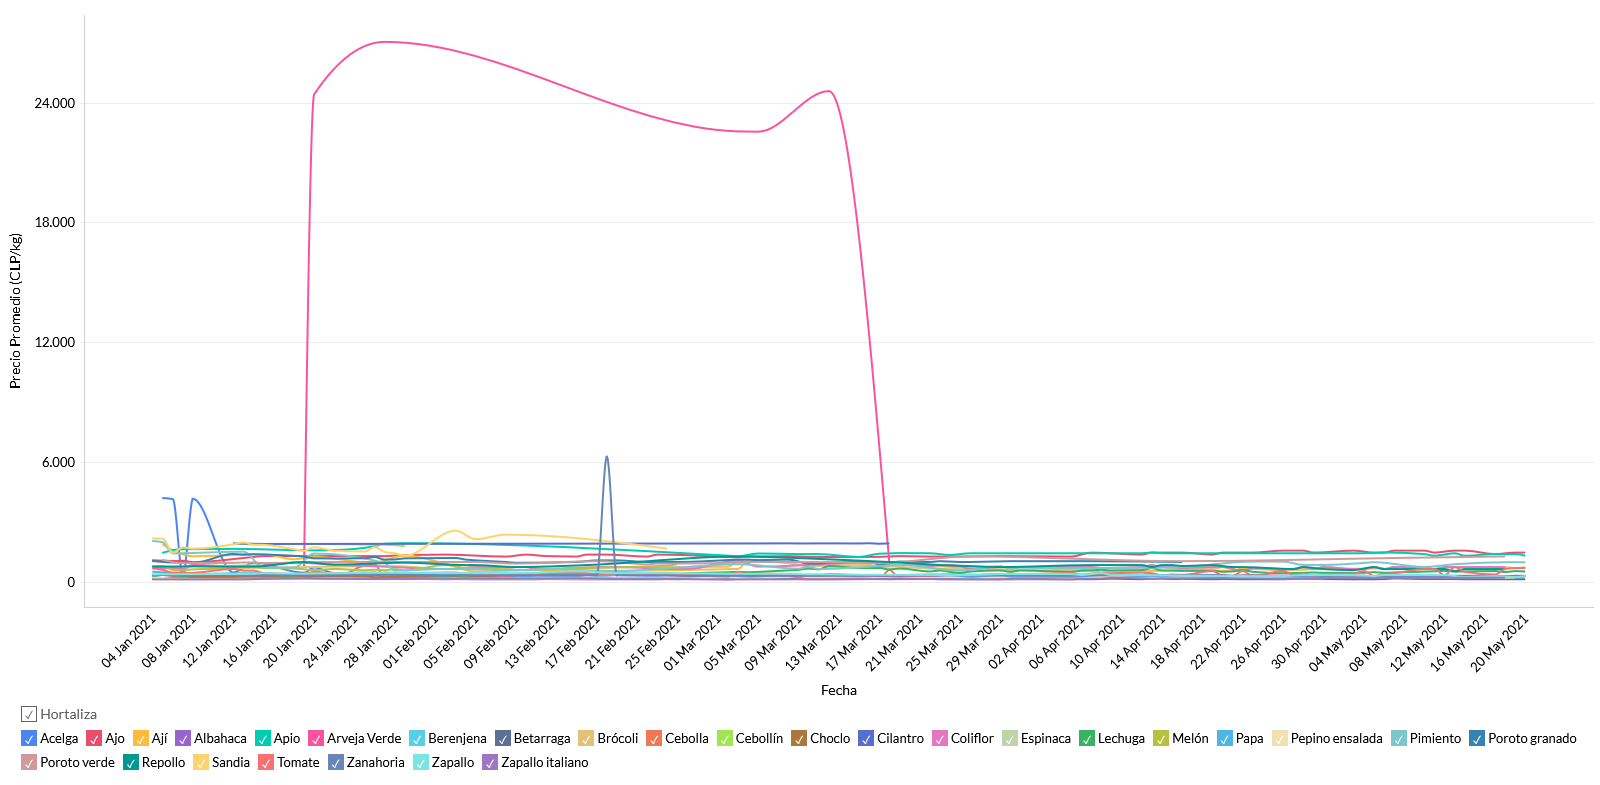 24.000
18.000
12.000
6.000
0
Precio Promedio (CLP/kg)
04 Jan 2021
08 Jan 2021
12 Jan 2021
16 Jan 2021
20 Jan 2021
24 Jan 2021
28 Jan 2021
01 Feb 2021
05 Feb 2021
09 Feb 2021
13 Feb 2021
17 Feb 2021
21 Feb 2021
25 Feb 2021
01 Mar 2021
05 Mar 2021
09 Mar 2021
13 Mar 2021
17 Mar 2021
21 Mar 2021
25 Mar 2021
29 Mar 2021
02 Apr 2021
06 Apr 2021
10 Apr 2021
14 Apr 2021
18 Apr 2021
22 Apr 2021
26 Apr 2021
30 Apr 2021
04 May 2021
08 May 2021
12 May 2021
16 May 2021
20 May 2021
Fecha
Hortaliza
Acelga Ajo Ají Albahaca Apio Arveja Verde Berenjena Betarraga Brócoli Cebolla Cebollín Choclo Cilantro Coliflor Espinaca Lechuga Melón Papa Pepino ensalada Pimiento Poroto granado
Poroto verde Repollo Sandia Tomate Zanahoria Zapallo Zapallo italiano